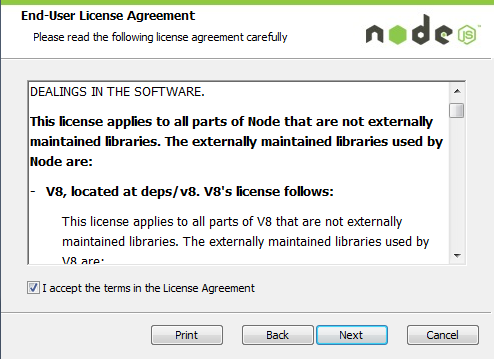 End-User License Agreement
Please read the following license agreement carefully
node
JS
DEALINGS IN THE SOFTWARE.
This license applies to all parts of Node that are not externally
maintained libraries. The externally maintained libraries used by
Node are:
- V8, located at deps/v8. V8's license follows:
This license applies to all parts of V8 that are not externally
maintained libraries. The externally maintained libraries used by
V8 are:
I accept the terms in the License Agreement
Print
Back
Next
Cancel